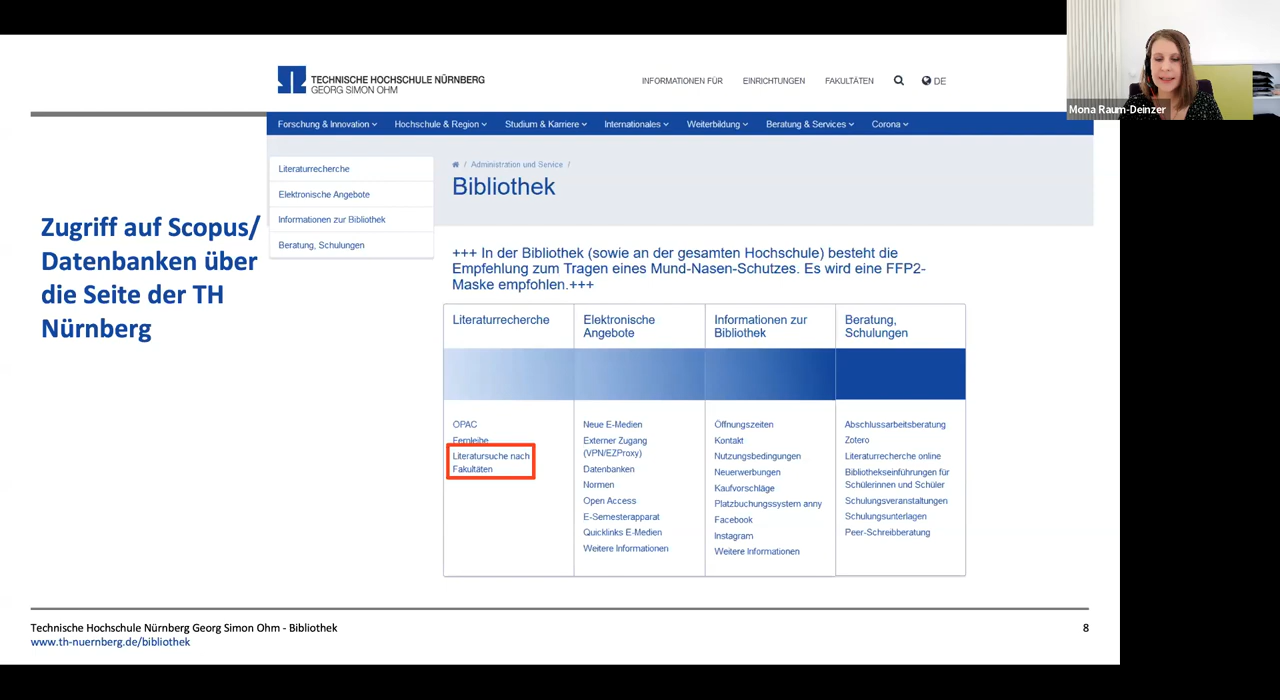 TECHNISCHE HOCHSCHULE NÜRNBERG
GEORG SIMON OHM
INFORMATIONEN FÜR
EINRICHTUNGEN
FAKULTÄTEN
DE
Mona Raum-Deinzer
Forschung & Innovation
Hochschule & Region
Studium & Karriere
Internationales
Weiterbildung
Beratung & Services
Corona
Literaturrecherche
Elektronische Angebote
Informationen zur Bibliothek
Beratung, Schulungen
/ Administration und Service /
Bibliothek
Zugriff auf Scopus/
Datenbanken über
die Seite der TH
Nürnberg
+++ In der Bibliothek (sowie an der gesamten Hochschule) besteht die
Empfehlung zum Tragen eines Mund-Nasen-Schutzes. Es wird eine FFP2-
Maske empfohlen.+++
Literaturrecherche
OPAC
Fernleihe
Literatursuche nach
Fakultäten
Elektronische
Angebote
Neue E-Medien
Externer Zugang
(VPN/EZProxy)
Datenbanken
Normen
Open Access
E-Semesterapparat
Quicklinks E-Medien
Weitere Informationen
Informationen zur
Bibliothek
Öffnungszeiten
Kontakt
Nutzungsbedingungen
Neuerwerbungen
Kaufvorschläge
Platzbuchungssystem anny
Facebook
Instagram
Weitere Informationen
Beratung,
Schulungen
Abschlussarbeitsberatung
Zotero
Literaturrecherche online
Bibliothekseinführungen für
Schülerinnen und Schüler
Schulungsveranstaltungen
Schulungsunterlagen
Peer-Schreibberatung
Technische Hochschule Nürnberg Georg Simon Ohm - Bibliothek
www.th-nuernberg.de/bibliothek
8